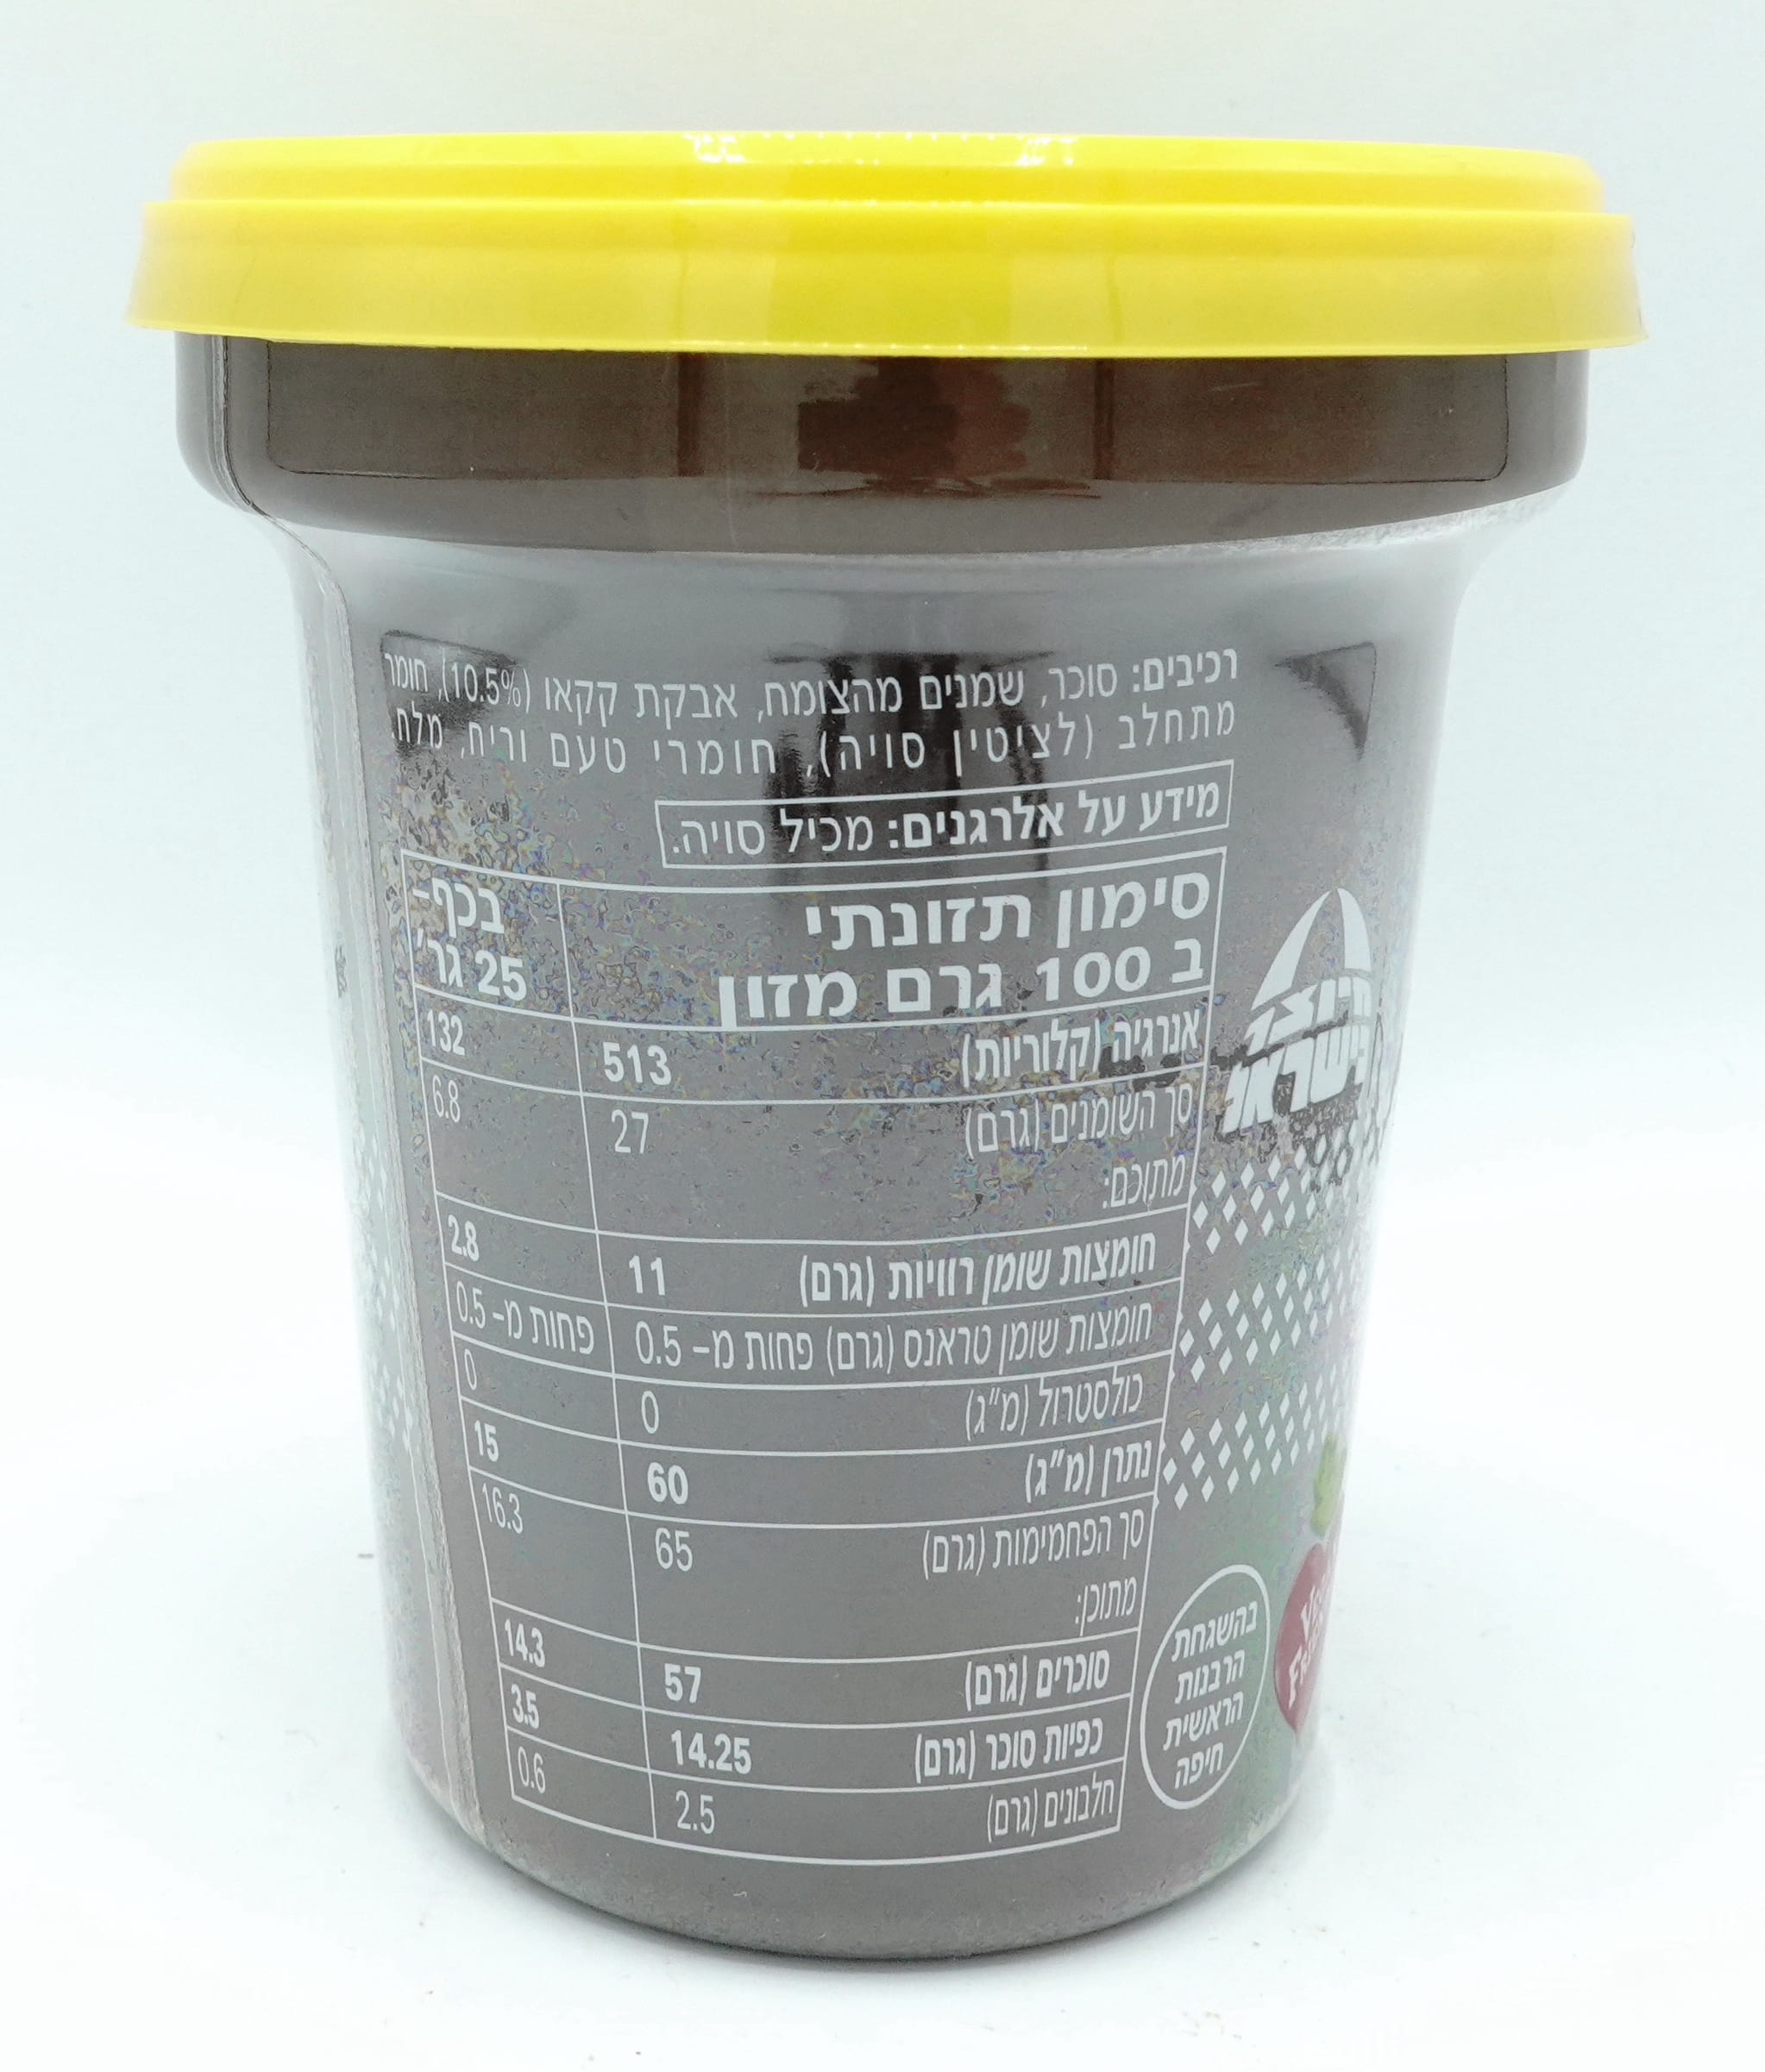 רכיבים: סוכר, שמנים מהצומח, אבקת קקאו (10.5%), חומר
מתחלב (לציטין סויה), חומרי טעם וריח, מלח.
מידע על אלרגנים: מכיל סויה.
סימון תזונתי ב 100 גרם מזון בכף- 25 גר'
אנרגיה (קלוריות) 513 132
סך השומנים (גרם) 27 6.8
מתוכם:
חומצות שומן רוויות (גרם) 11 2.8
חומצות שומן טראנס (גרם) פחות מ- 0.5 פחות מ- 0.5
כולסטרול (מ"ג) 0 0
נתרן (מ"ג) 60 15
סך הפחמימות (גרם) 65 16.3
מתוכן:
סוכרים (גרם) 57 14.3
כפיות סוכר (גרם) 14.25 3.5
חלבונים (גרם) 2.5 0.6
ישראלי
בהשגחת
הרבנות
הראשית
חיפה